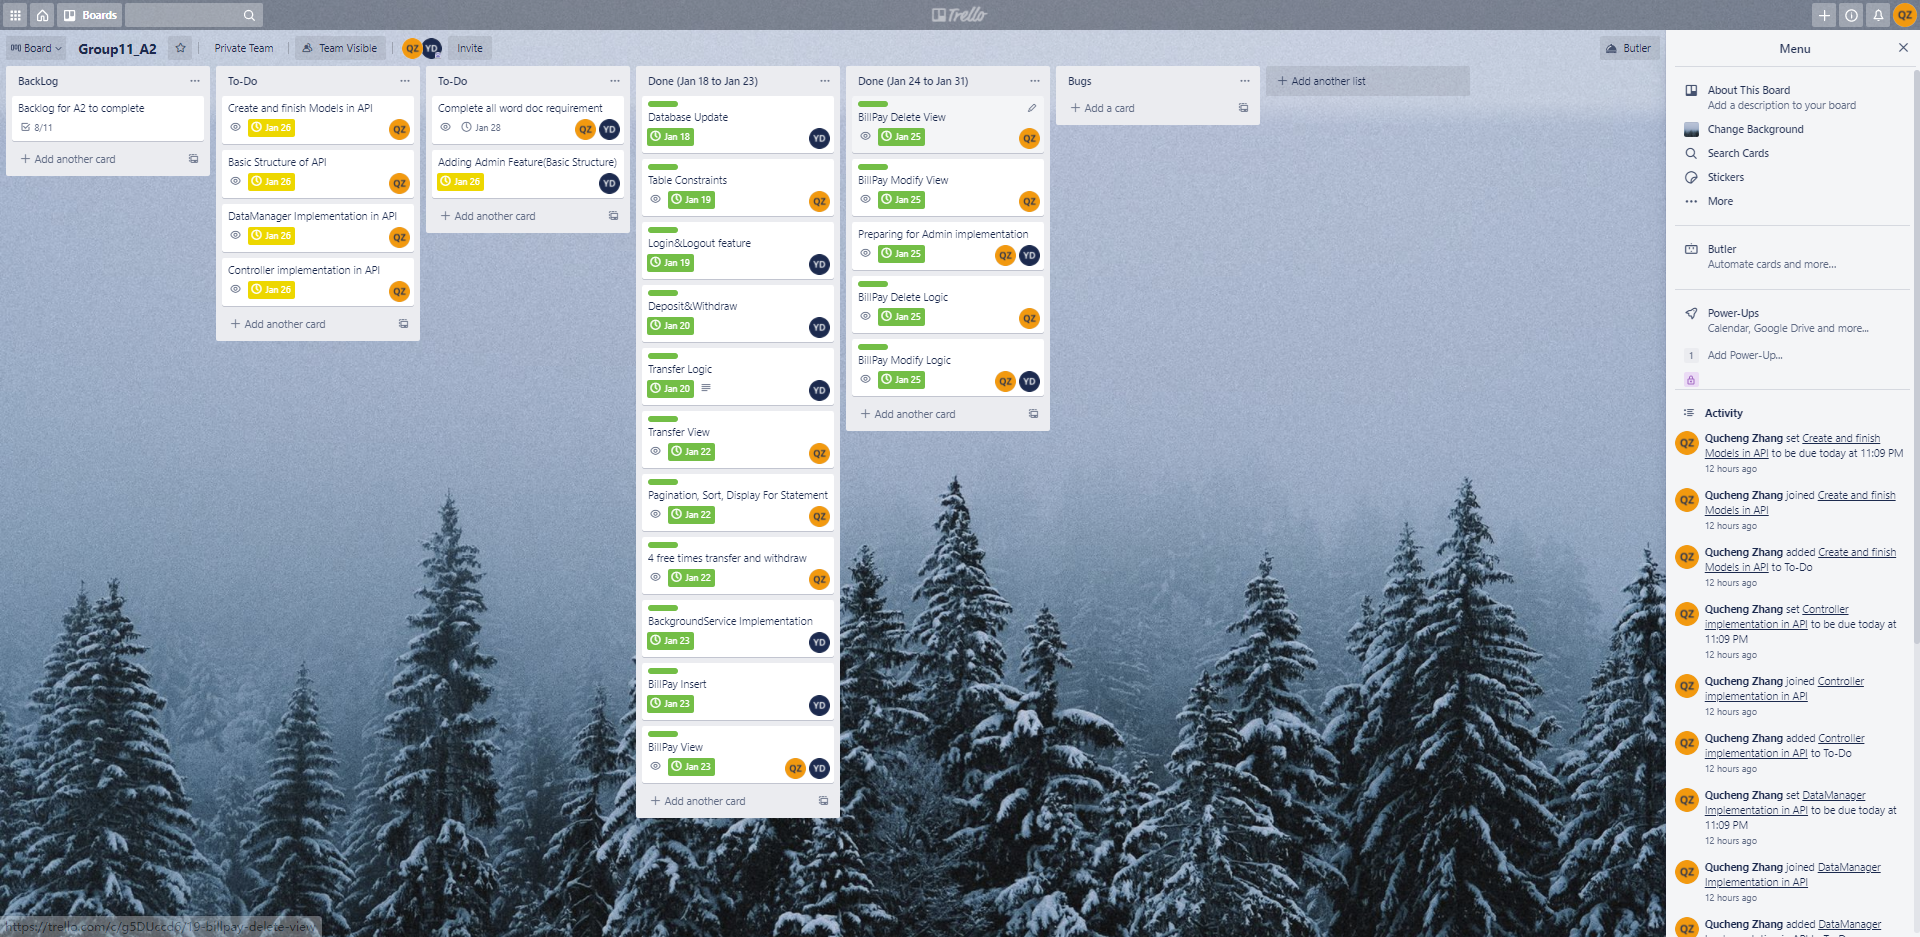 Boards
Trello
QZ
Board
Group11_A2
Private Team
Team Visible
QZ
YD
Invite
Butler
BackLog
Backlog for A2 to complete
8/11
Add another card
To-Do
Create and finish Models in API
Jan 26
QZ
Basic Structure of API
Jan 26
QZ
DataManager Implementation in API
Jan 26
QZ
Controller implementation in API
Jan 26
QZ
Add another card
To-Do
Complete all word doc requirement
Jan 28
QZ YD
Adding Admin Feature(Basic Structure)
Jan 26
YD
Add another card
Done (Jan 18 to Jan 23)
Database Update
Jan 18
YD
Table Constraints
Jan 19
QZ
Login&Logout feature
Jan 19
YD
Deposit&Withdraw
Jan 20
YD
Transfer Logic
Jan 20
YD
Transfer View
Jan 22
QZ
Pagination, Sort, Display For Statement
Jan 22
QZ
4 free times transfer and withdraw
Jan 22
QZ
BackgroundService Implementation
Jan 23
YD
BillPay Insert
Jan 23
YD
BillPay View
Jan 23
QZ YD
Add another card
Done (Jan 24 to Jan 31)
BillPay Delete View
Jan 25
QZ
BillPay Modify View
Jan 25
QZ
Preparing for Admin implementation
Jan 25
QZ YD
BillPay Delete Logic
Jan 25
QZ
BillPay Modify Logic
Jan 25
QZ YD
Add another card
Bugs
Add a card
Add another list
Menu
About This Board
Add a description to your board
Change Background
Search Cards
Stickers
More
Butler
Automate cards and more...
Power-Ups
Calendar, Google Drive and more...
1 Add Power-Up...
Activity
QZ
Qucheng Zhang set Create and finish
Models in API to be due today at 11:09 PM
12 hours ago
QZ
Qucheng Zhang joined Create and finish
Models in API
12 hours ago
QZ
Qucheng Zhang added Create and finish
Models in API to To-Do
12 hours ago
QZ
Qucheng Zhang set Controller
implementation in API to be due today at
11:09 PM
12 hours ago
QZ
Qucheng Zhang joined Controller
implementation in API
12 hours ago
QZ
Qucheng Zhang added Controller
implementation in API to To-Do
12 hours ago
QZ
Qucheng Zhang set DataManager
Implementation in API to be due today at
11:09 PM
12 hours ago
QZ
Qucheng Zhang joined DataManager
Implementation in API
12 hours ago
QZ
Qucheng Zhang added DataManager
https://trello.com/c/g5DUccd6/19-billpay-delete-view